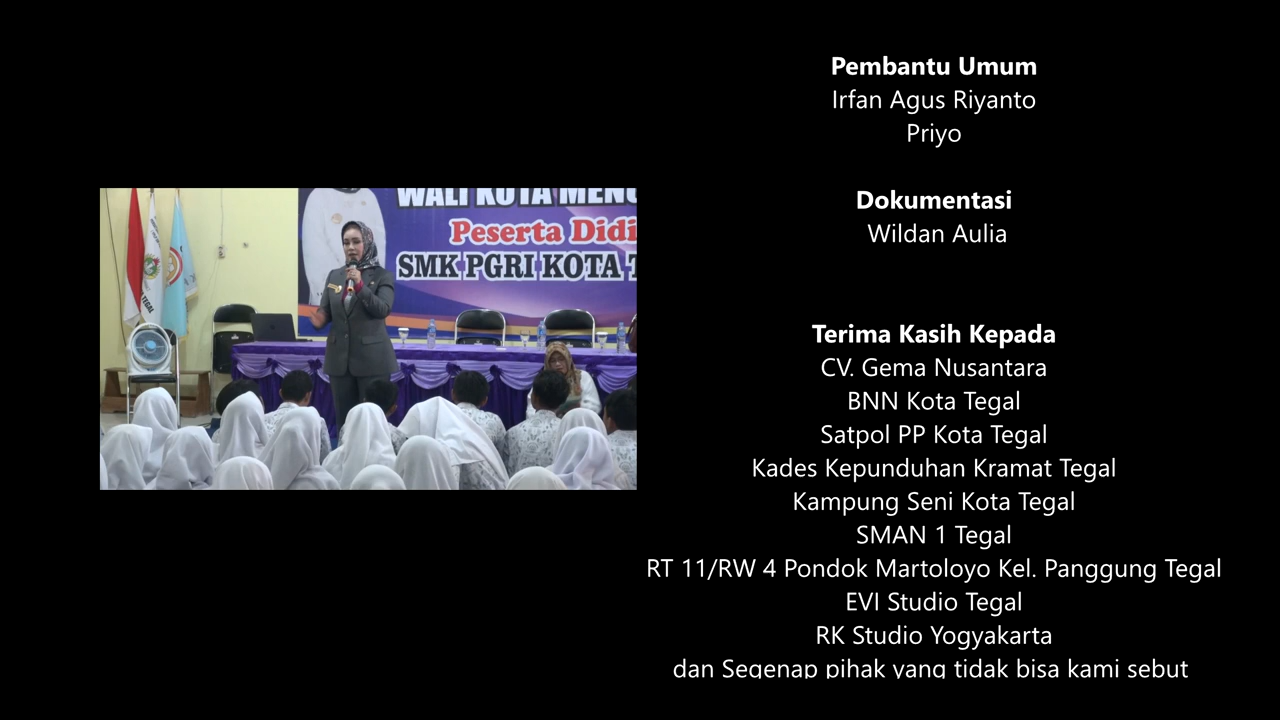 WALI KOTA
Peserta
SMK PGRI KOTA
TEGAL
Pembantu Umum
Irfan Agus Riyanto
Priyo
Dokumentasi
Wildan Aulia
Terima Kasih Kepada
CV. Gema Nusantara
BNN Kota Tegal
Satpol PP Kota Tegal
Kades Kepunduhan Kramat Tegal
Kampung Seni Kota Tegal
SMAN 1 Tegal
RT 11/RW 4 Pondok Martoloyo Kel. Panggung Tegal
EVI Studio Tegal
RK Studio Yogyakarta
dan Segenap pihak yang tidak bisa kami sebut